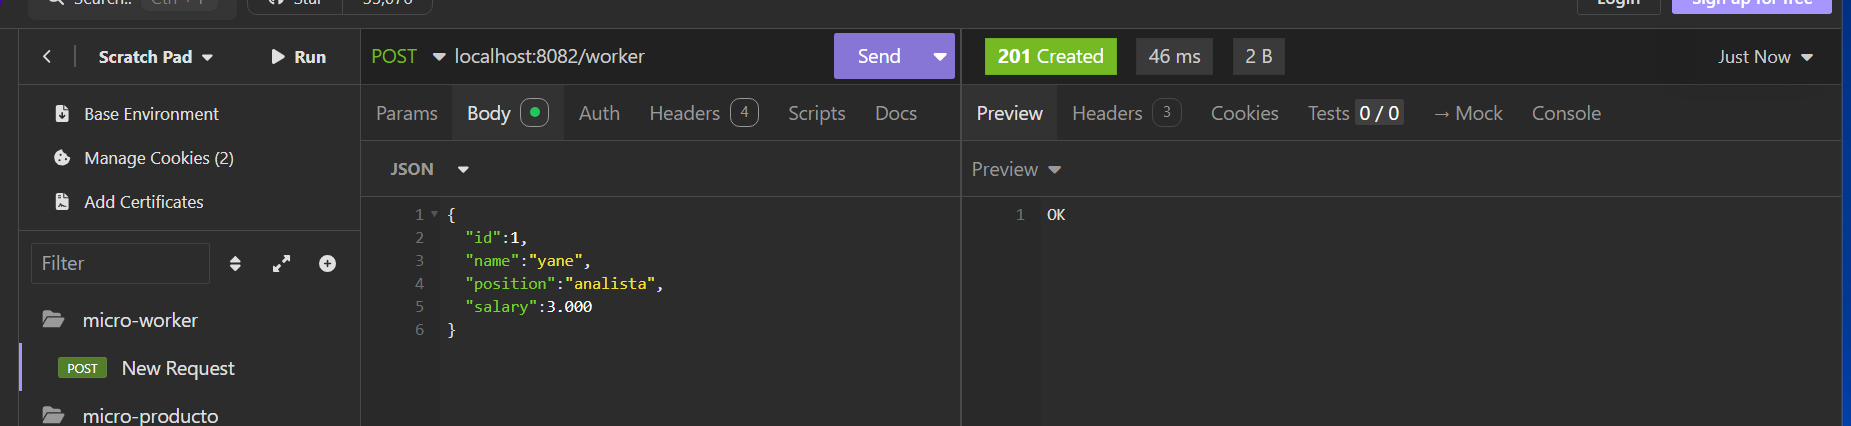 Search.. Ctrl + P
Star
Login
Sign up for free
Scratch Pad
Run
Base Environment
Manage Cookies (2)
Add Certificates
Filter
micro-worker
POST New Request
micro-producto
POST localhost:8082/worker Send
Params Body Auth Headers 4 Scripts Docs
JSON
1 {
2 "id":1,
3 "name":"yane",
4 "position":"analista",
5 "salary":3.000
6 }
201 Created 46 ms 2 B Just Now
Preview Headers 3 Cookies Tests 0 / 0 → Mock Console
Preview
1 OK